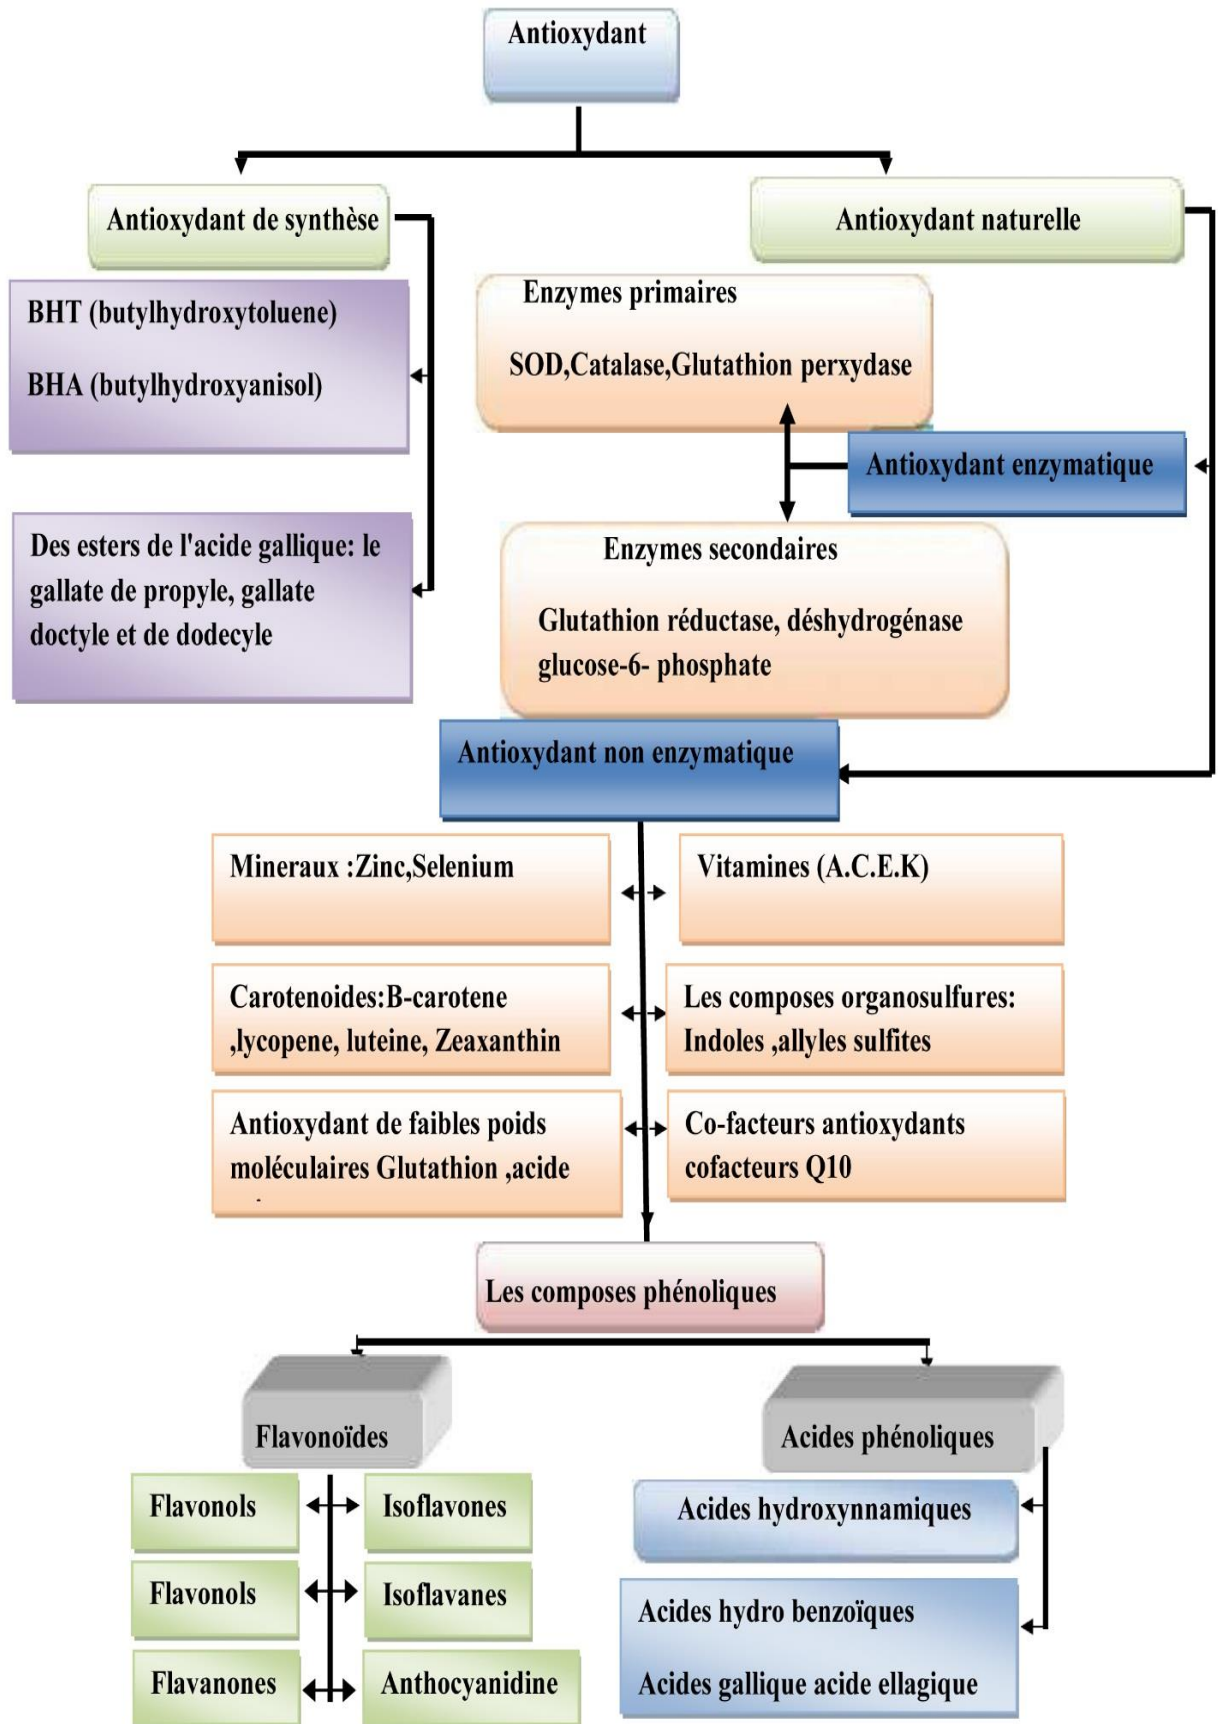 Antioxydant
Antioxydant de synthèse
Antioxydant naturelle
BHT (butylhydroxytoluene)
BHA (butylhydroxyanisol)
Enzymes primaires
SOD,Catalase,Glutathion perxydase
Antioxydant enzymatique
Des esters de l'acide gallique: le
gallate de propyle, gallate
doctyle et de dodecyle
Enzymes secondaires
Glutathion réductase, déshydrogénase
glucose-6- phosphate
Antioxydant non enzymatique
Mineraux :Zinc,Selenium
Vitamines (A.C.E.K)
Carotenoides:B-carotene
,lycopene, luteine, Zeaxanthin
Les composes organosulfures:
Indoles ,allyles sulfites
Antioxydant de faibles poids
moléculaires Glutathion ,acide
Co-facteurs antioxydants
cofacteurs Q10
Les composes phénoliques
Flavonoïdes
Acides phénoliques
Flavonols
Isoflavones
Flavonols
Isoflavanes
Flavanones
Anthocyanidine
Acides hydroxynnamiques
Acides hydro benzoïques
Acides gallique acide ellagique